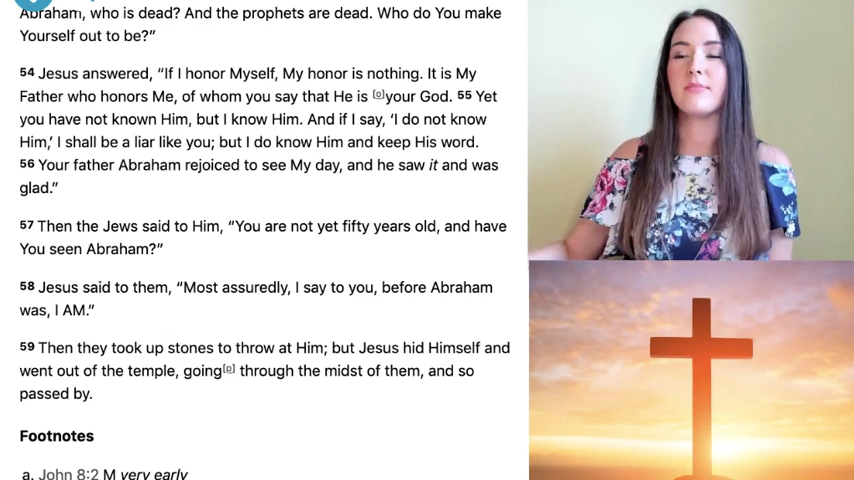 Abraham, who is dead? And the prophets are dead. Who do You make
Yourself out to be?”
54 Jesus answered, “If I honor Myself, My honor is nothing. It is My
Father who honors Me, of whom you say that He is [o]your God. 55 Yet
you have not known Him, but I know Him. And if I say, ‘I do not know
Him,’ I shall be a liar like you; but I do know Him and keep His word.
56 Your father Abraham rejoiced to see My day, and he saw it and was
glad.”
57 Then the Jews said to Him, “You are not yet fifty years old, and have
You seen Abraham?”
58 Jesus said to them, “Most assuredly, I say to you, before Abraham
was, I AM.”
59 Then they took up stones to throw at Him; but Jesus hid Himself and
went out of the temple, going[p] through the midst of them, and so
passed by.
Footnotes
a. John 8:2 M very early